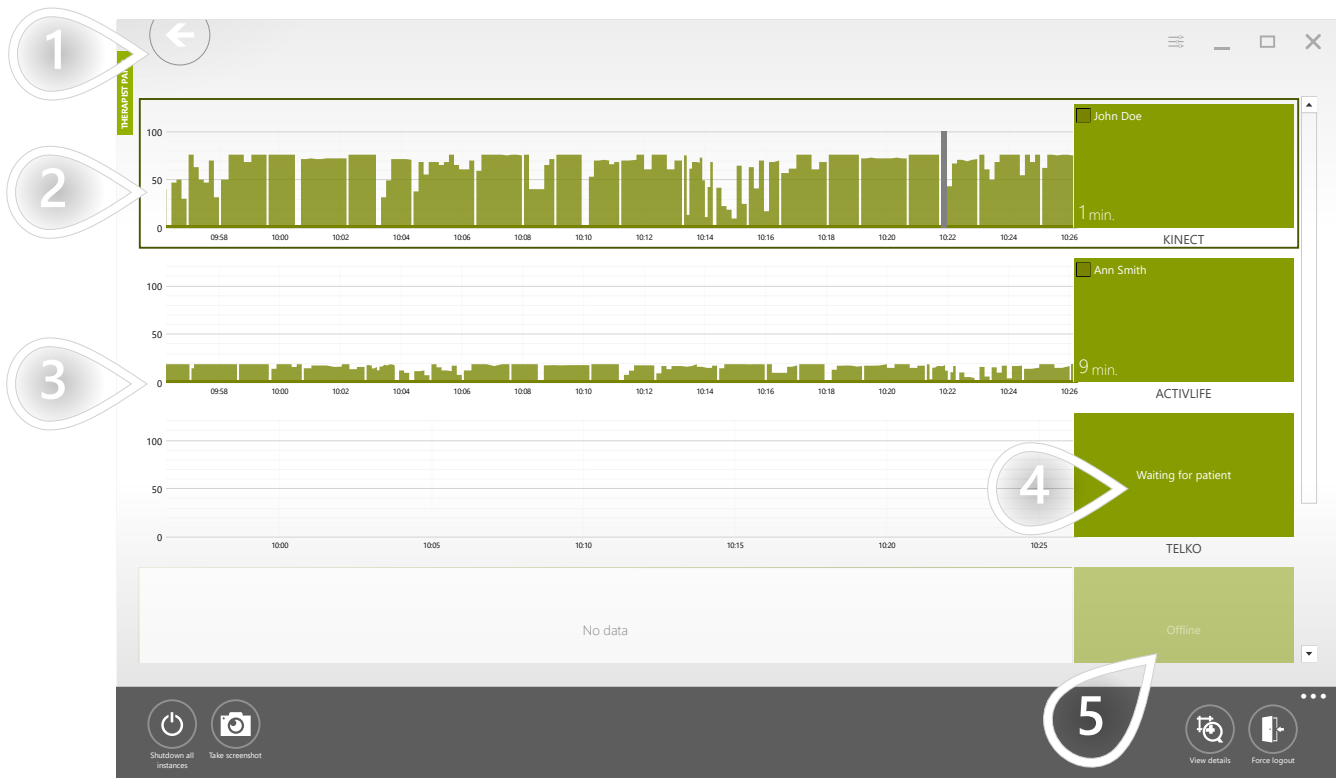 1
THERAPIST PA
John Doe
100
2
50
1 min.
0
09:58 10:00 10:02 10:04 10:06 10:08 10:10 10:12 10:14 10:16 10:18 10:20 10:22 10:24 10:26
KINECT
Ann Smith
100
50
9 min.
3
0
09:58 10:00 10:02 10:04 10:06 10:08 10:10 10:12 10:14 10:16 10:18 10:20 10:22 10:24 10:26
ACTIVLIFE
100
Waiting for patient
4
50
0
10:00 10:05 10:10 10:15 10:20 10:25
TELKO
No data
Offline
5
Shutdown all
instances
Take screenshot
View details
Force logout